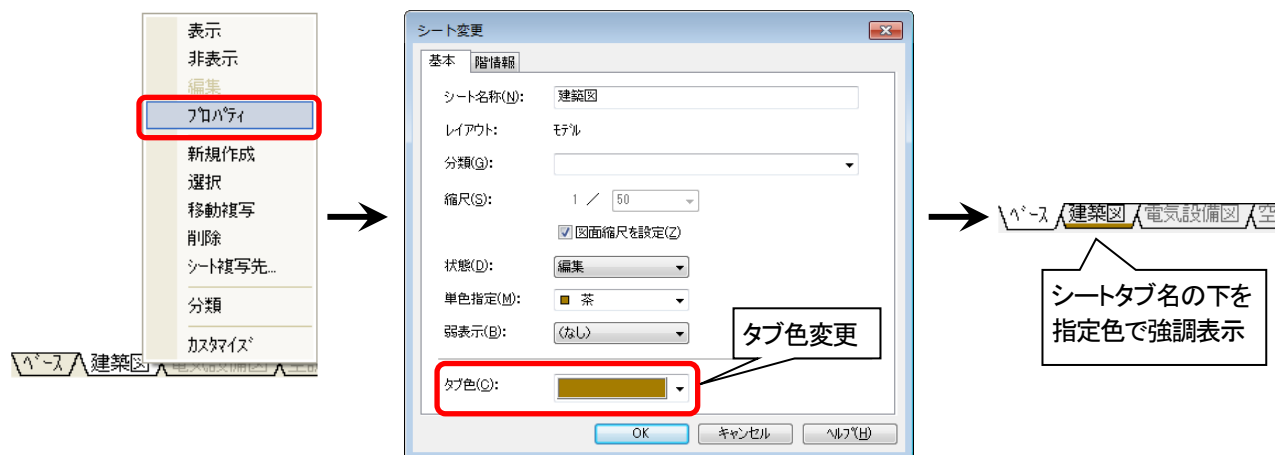 表示
非表示
編集
ﾌﾟﾛﾊﾟﾃｨ
新規作成
選択
移動複写
削除
ｼｰﾄ複写先...
分類
ｶｽﾀﾏｲｽﾞ
ﾍﾞｰｽ 建築図 電気設備図
シート変更
基本 階情報
シート名称(N): 建築図
レイアウト: ﾓﾃﾞﾙ
分類(G):
縮尺(S): 1 ／ 50
図面縮尺を設定(Z)
状態(D): 編集
単色指定(M): 茶
弱表示(B): (なし)
タブ色変更
タブ色(C):
OK キャンセル ﾍﾙﾌﾟ(H)
ﾍﾞｰｽ 建築図 電気設備図 空
シートタブ名の下を
指定色で強調表示